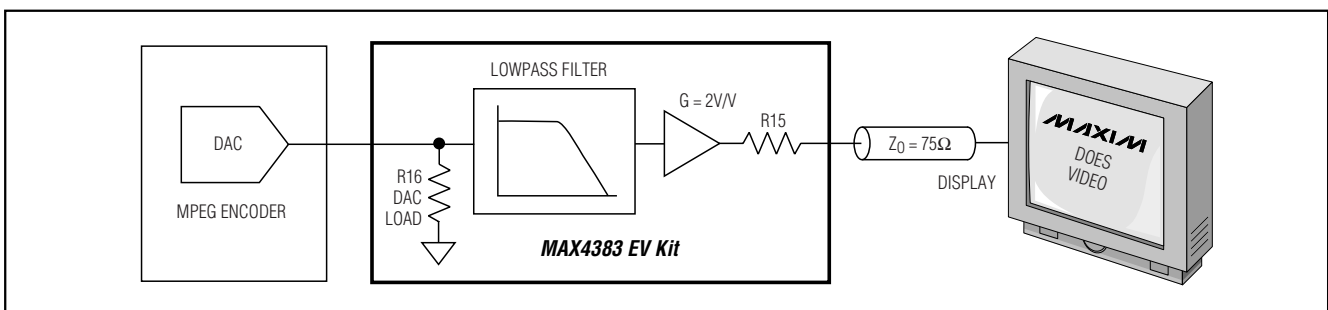 DAC
MPEG ENCODER
R16
DAC
LOAD
LOWPASS FILTER
G = 2V/V
R15
MAX4383 EV Kit
Z0 = 75Ω
DISPLAY
MAXIM
DOES
VIDEO